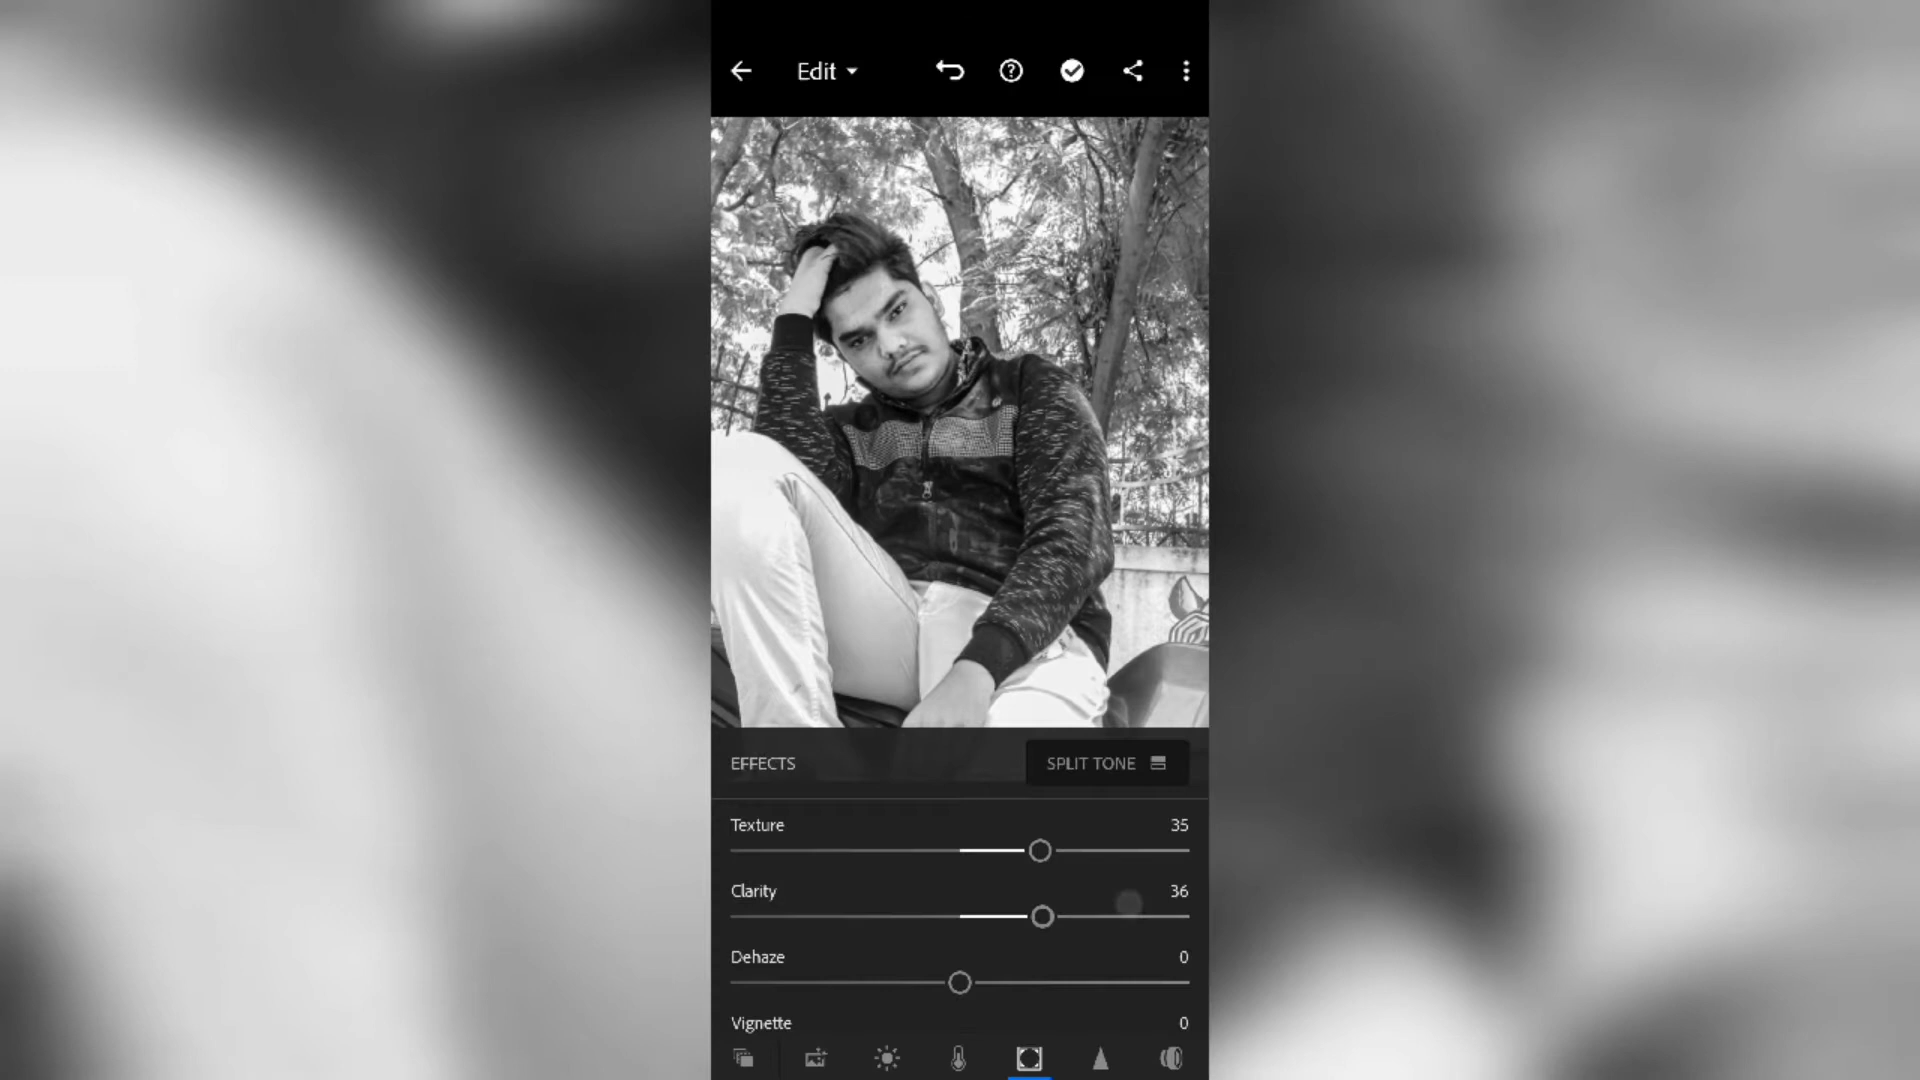 Edit
EFFECTS
SPLIT TONE
Texture 35
Clarity 36
Dehaze 0
Vignette 0